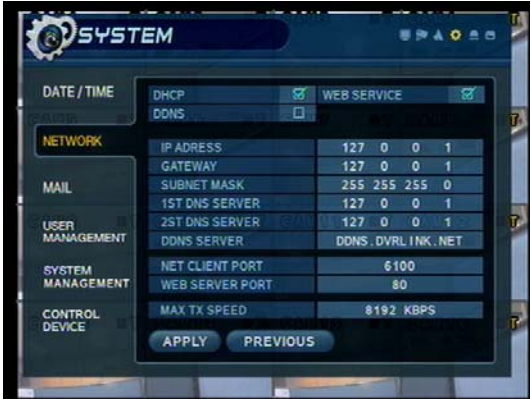 SYSTEM
DATE / TIME
NETWORK
MAIL
USER
MANAGEMENT
SYSTEM
MANAGEMENT
CONTROL
DEVICE
DHCP WEB SERVICE
DDNS
IP ADRESS 127 0 0 1
GATEWAY 127 0 0 1
SUBNET MASK 255 255 255 0
1ST DNS SERVER 127 0 0 1
2ST DNS SERVER 127 0 0 1
DDNS SERVER DDNS.DVRLINK.NET
NET CLIENT PORT 6100
WEB SERVER PORT 80
MAX TX SPEED 8192 KBPS
APPLY PREVIOUS